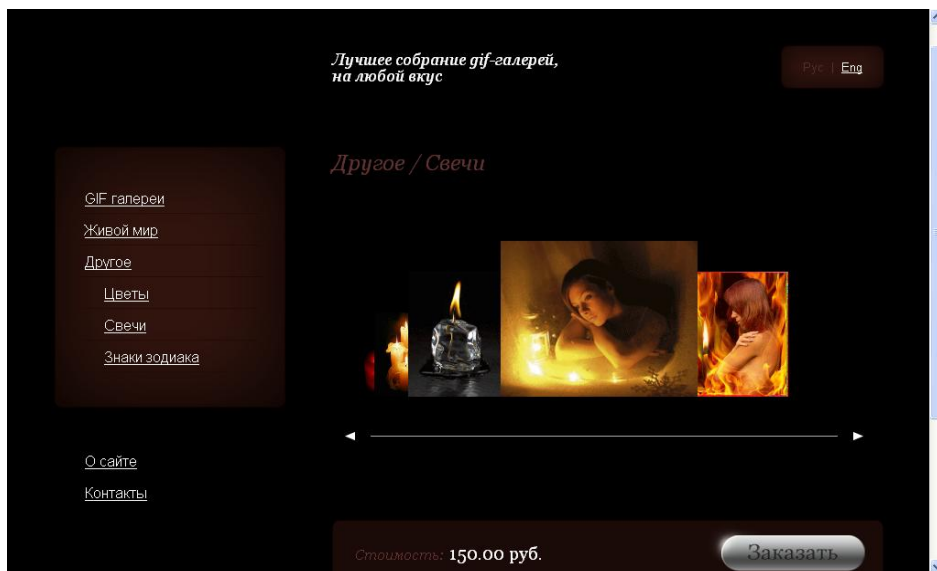 Лучшее собрание gif-галерей,
на любой вкус
Рус | Eng
Другое / Свечи
GIF галереи
Живой мир
Другое
Цветы
Свечи
Знаки зодиака
О сайте
Контакты
Стоимость: 150.00 руб.
Заказать